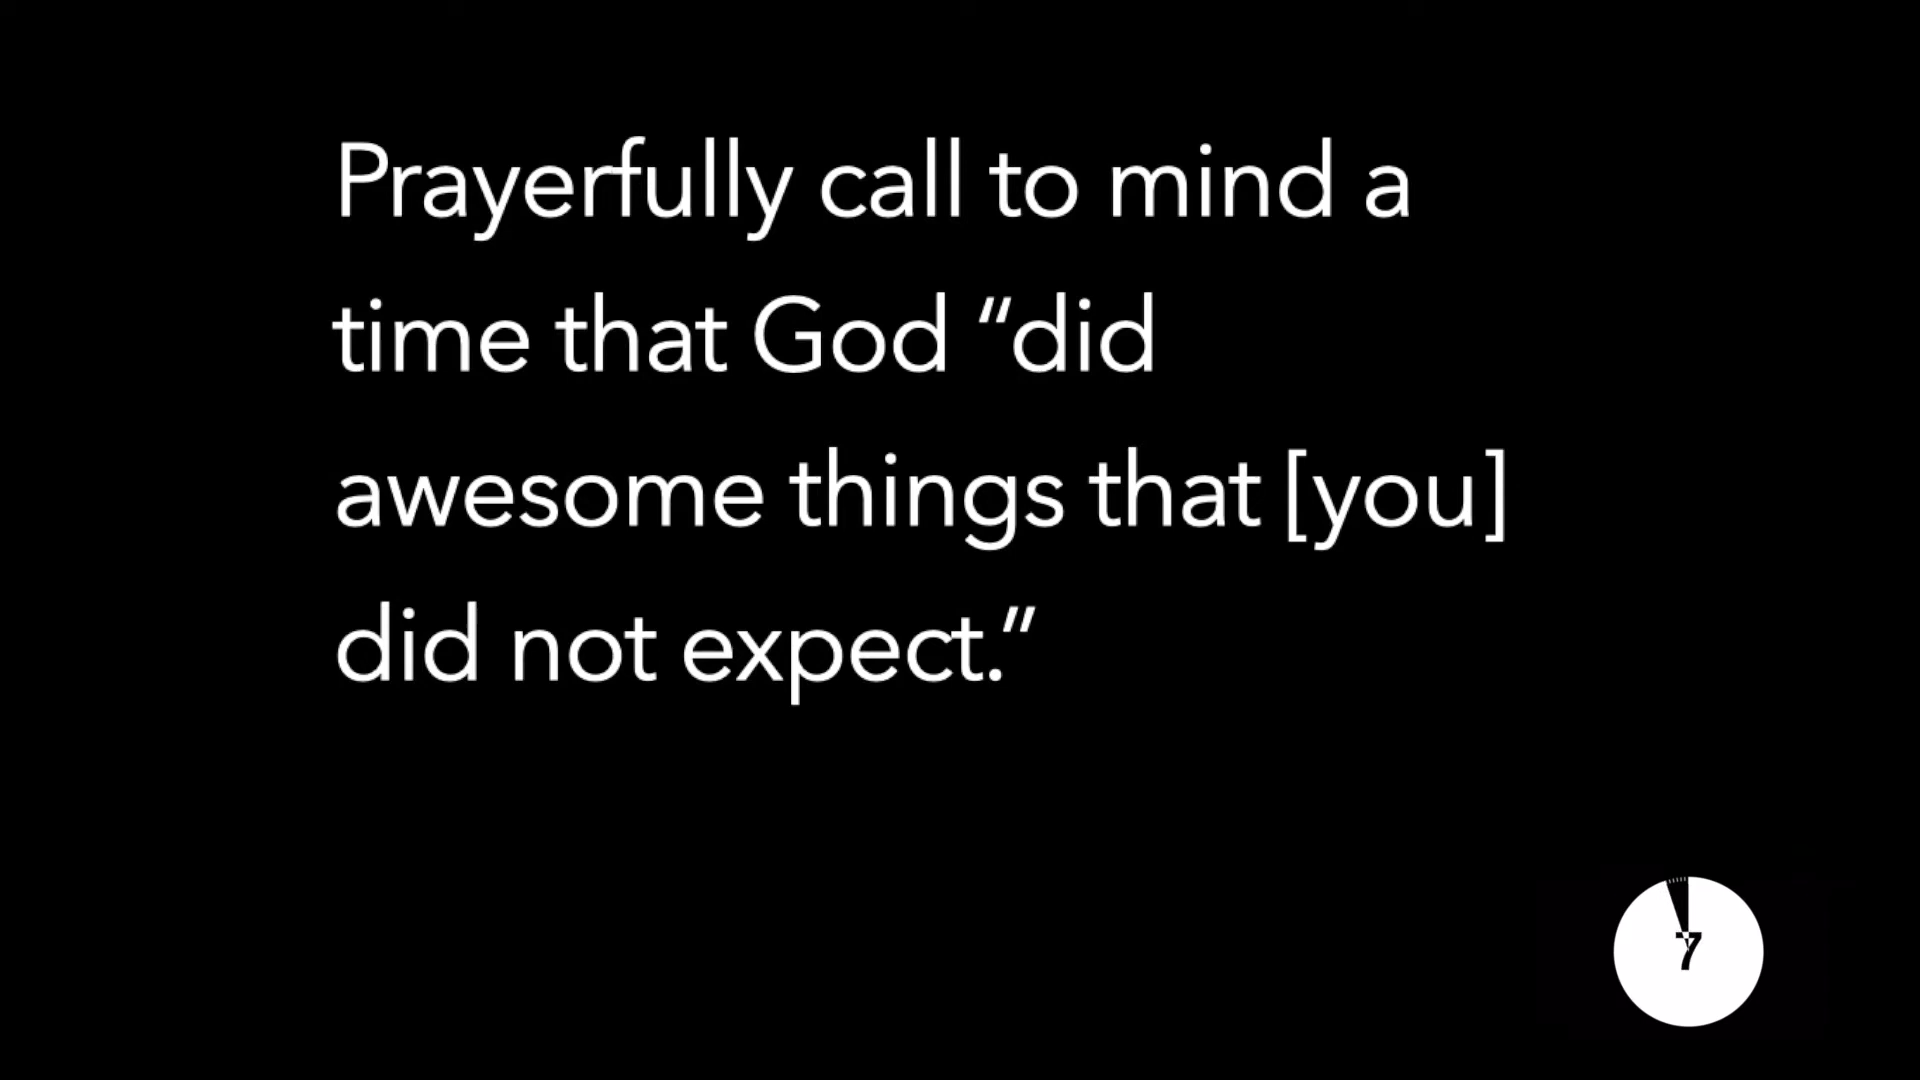 Prayerfully call to mind a
time that God “did
awesome things that [you]
did not expect.”
7